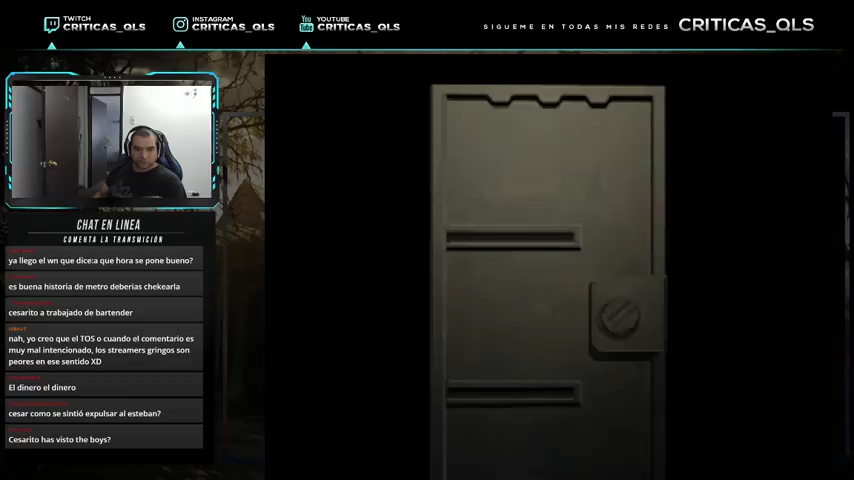 TWITCH
CRITICAS_QLS
INSTAGRAM
CRITICAS_QLS
YOUTUBE
CRITICAS_QLS
SIGUEME EN TODAS MIS REDES CRITICAS_QLS
You
Tube
CHAT EN LINEA
COMENTA LA TRANSMICIÓN
ya llego el wn que dice:a que hora se pone bueno?
es buena historia de metro deberias chekearla
cesarito a trabajado de bartender
nah, yo creo que el TOS o cuando el comentario es
muy mal intencionado, los streamers gringos son
peores en ese sentido XD
El dinero el dinero
cesar como se sintió expulsar al esteban?
Cesarito has visto the boys?